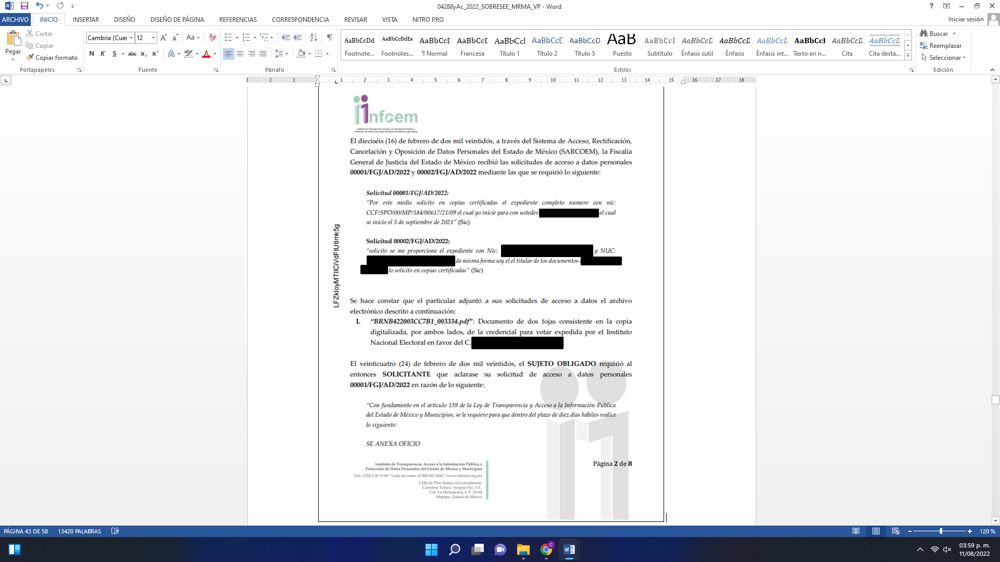 04288yAc_2022_SOBRESEE_MRMA_VP - Word
ARCHIVO INICIO INSERTAR DISEÑO DISEÑO DE PÁGINA REFERENCIAS CORRESPONDENCIA REVISAR VISTA NITRO PRO Iniciar sesión
Pegar
Cortar
Copiar
Copiar formato
Portapapeles
Cambria (Cuer 12
N K S abc x₂ x²
Fuente
Párrafo
AaBbCcDd AaBbCcDdEe AaBbCcI AaBbCcI AaBbCcl AaBbCcD AaBbCcD AaB AaBbCcI AaBbCcD AaBbCcD AaBbCcD AaBbCcl AaBbCcD AaBbCcD
Footnote... Footnotes... ¶ Normal Francesa Título 1 Título 2 Título 3 Puesto Subtítulo Énfasis sutil Énfasis Énfasis int... Texto en n... Cita Cita desta...
Estilos
Buscar
Reemplazar
Seleccionar
Edición
3 2 1 1 2 3 4 5 6 7 8 9 10 11 12 13 14 15 16 17 18
infoem
Instituto de Transparencia, Acceso a la Información Pública y
Protección de Datos Personales del Estado de México y Municipios
El dieciséis (16) de febrero de dos mil veintidós, a través del Sistema de Acceso, Rectificación,
Cancelación y Oposición de Datos Personales del Estado de México (SARCOEM), la Fiscalía
General de Justicia del Estado de México recibió las solicitudes de acceso a datos personales
00001/FGJ/AD/2022 y 00002/FGJ/AD/2022 mediante las que se requirió lo siguiente:
Solicitud 00001/FGJ/AD/2022:
“Por este medio solicito en copias certificadas el expediente completo numero con nic:
CCF/SPO/00/MP/184/00617/21/09 el cual yo inicie para con ustedes el cual
se inicio el 3 de septiembre de 2021” (Sic)
Solicitud 00002/FGJ/AD/2022:
“solicito se me proporcione el expediente con Nic: y NUC:
de misma forma soy el el titular de los documentos
lo solicito en copias certificadas” (Sic)
Se hace constar que el particular adjuntó a sus solicitudes de acceso a datos el archivo
electrónico descrito a continuación:
I. “BRNB422003CC7B1_003334.pdf”: Documento de dos fojas consistente en la copia
digitalizada, por ambos lados, de la credencial para votar expedida por el Instituto
Nacional Electoral en favor del C.
El veinticuatro (24) de febrero de dos mil veintidós, el SUJETO OBLIGADO requirió al
entonces SOLICITANTE que aclarase su solicitud de acceso a datos personales
00001/FGJ/AD/2022 en razón de lo siguiente:
“Con fundamento en el articulo 159 de la Ley de Transparencia y Acceso a la Información Pública
del Estado de México y Municipios, se le requiere para que dentro del plazo de diez días hábiles realice
lo siguiente:
SE ANEXA OFICIO
Instituto de Transparencia, Acceso a la Información Pública y
Protección de Datos Personales del Estado de México y Municipios
Tels. (722) 2 26 19 80 * Lada sin costo: 01 800 821 0441 * www.infoem.org.mx
Calle de Pino Suárez s/n actualmente
Carretera Toluca - Ixtapan No. 111,
Col. La Michoacana, C.P. 52166
Metepec, Estado de México
Página 2 de 8
PÁGINA 43 DE 58 13420 PALABRAS 120 %
03:59 p. m.
11/08/2022